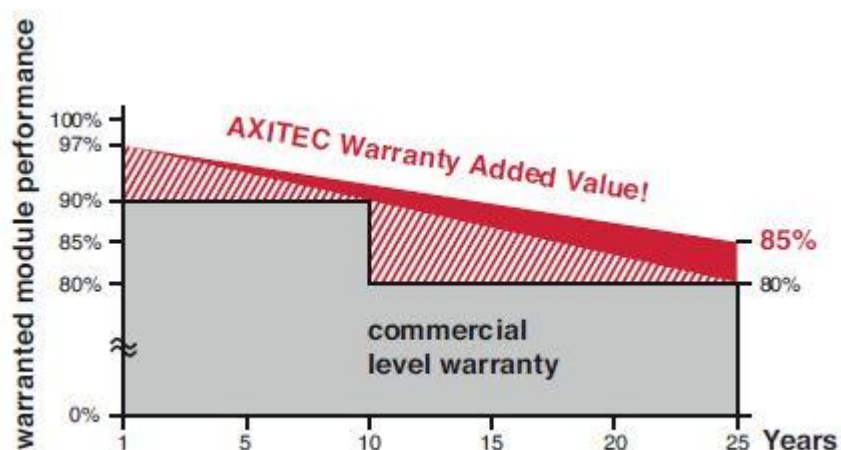 warranted module performance
100%
97%
90%
85%
80%
0%
AXITEC Warranty Added Value!
85%
80%
commercial
level warranty
1 5 10 15 20 25 Years